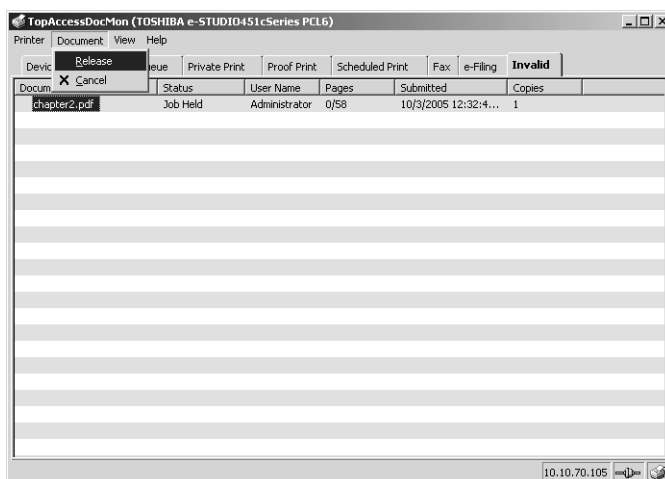 TopAccessDocMon (TOSHIBA e-STUDIO451cSeries PCL6)
Printer Document View Help
Release
Cancel
Devic eue Private Print Proof Print Scheduled Print Fax e-Filing Invalid
Docum Status User Name Pages Submitted Copies
chapter2.pdf Job Held Administrator 0/58 10/3/2005 12:32:4... 1
10.10.70.105